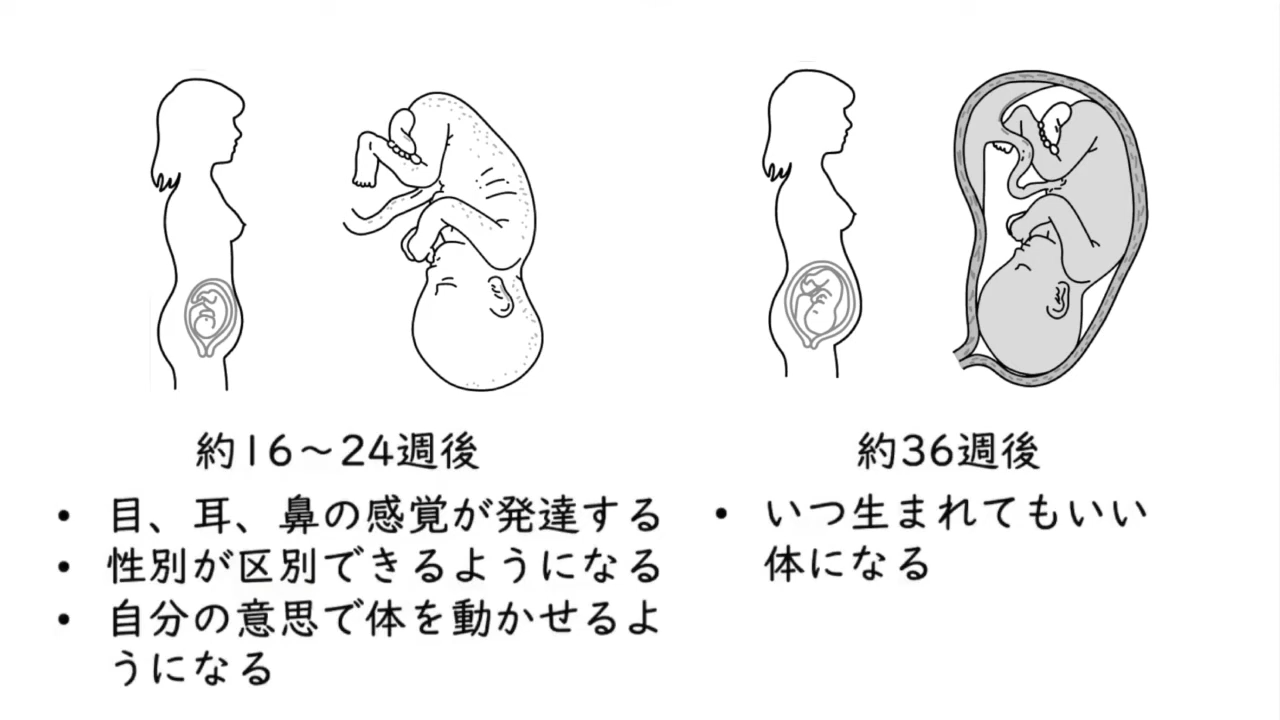 約16～24週後
• 目、耳、鼻の感覚が発達する
• 性別が区別できるようになる
• 自分の意思で体を動かせるよ
うになる
約36週後
• いつ生まれてもいい
体になる